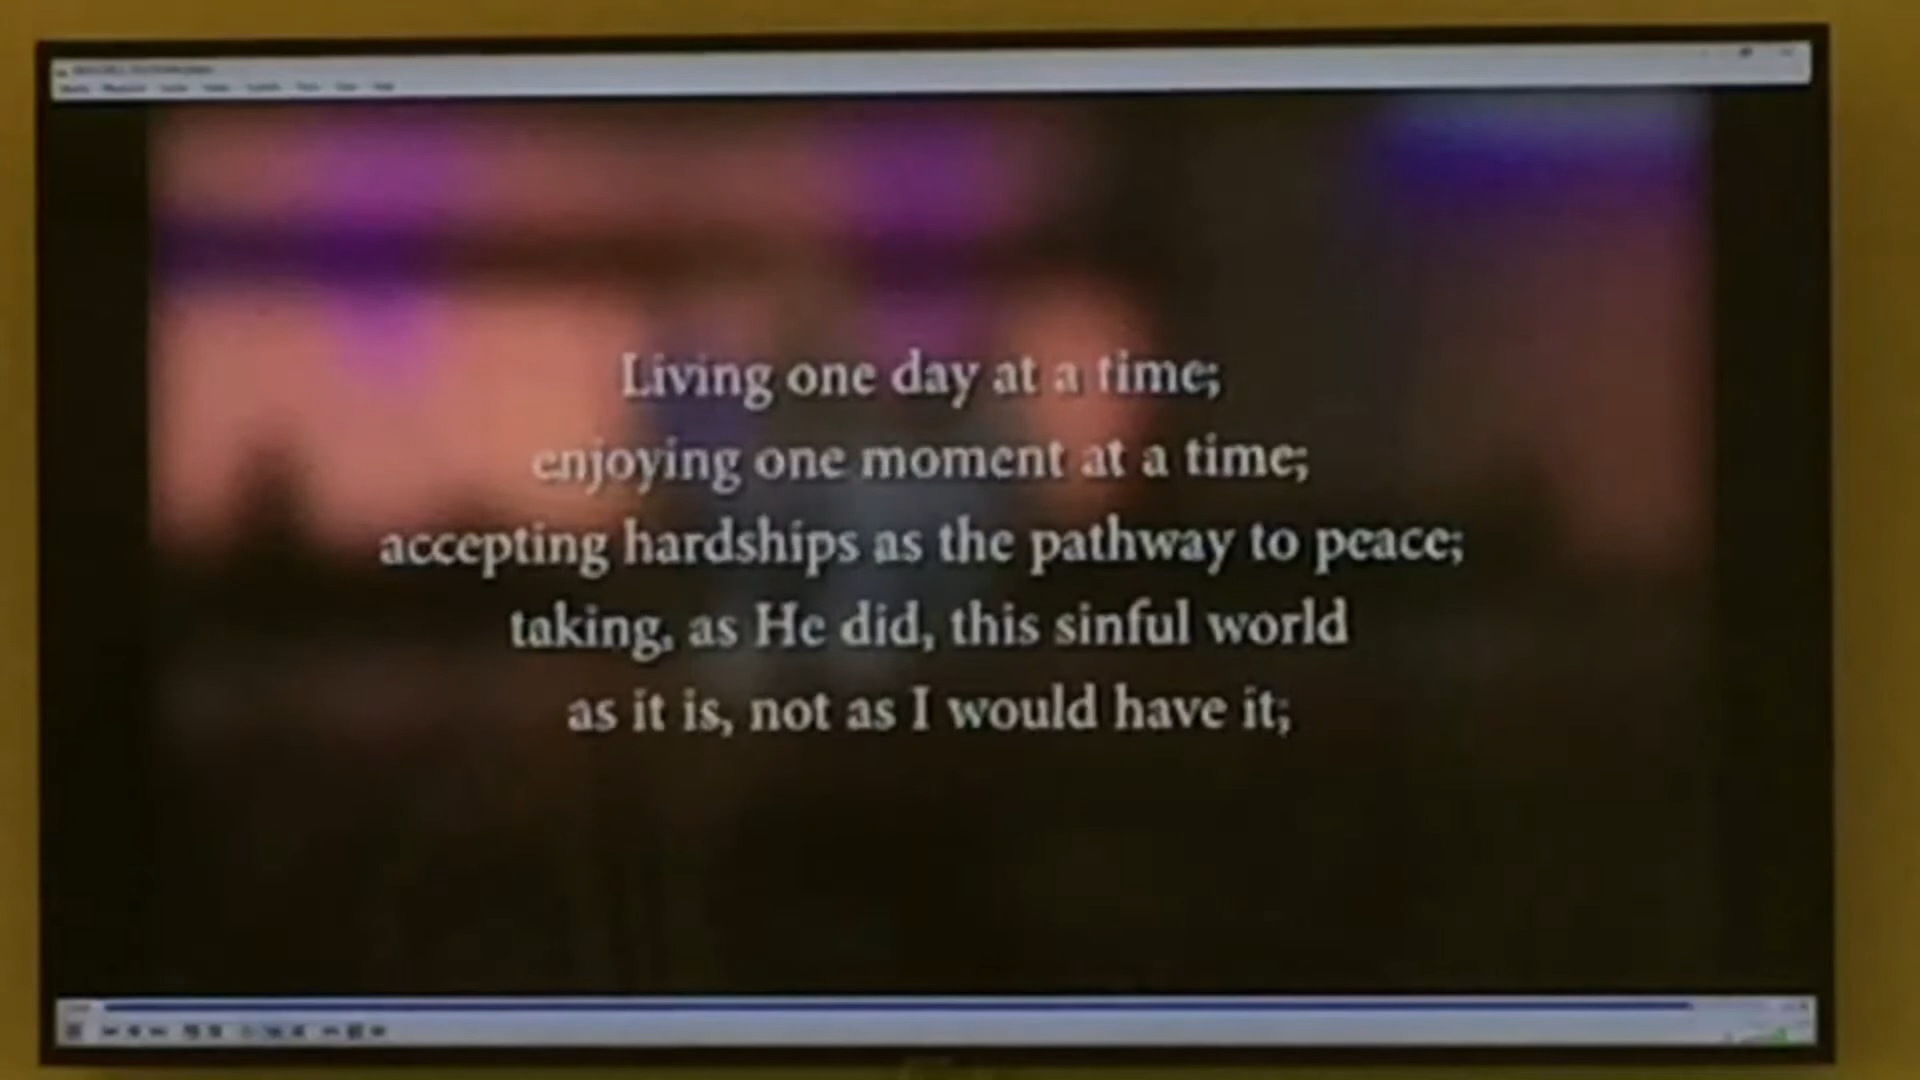 Living one day at a time;
enjoying one moment at a time;
accepting hardships as the pathway to peace;
taking, as He did, this sinful world
as it is, not as I would have it;